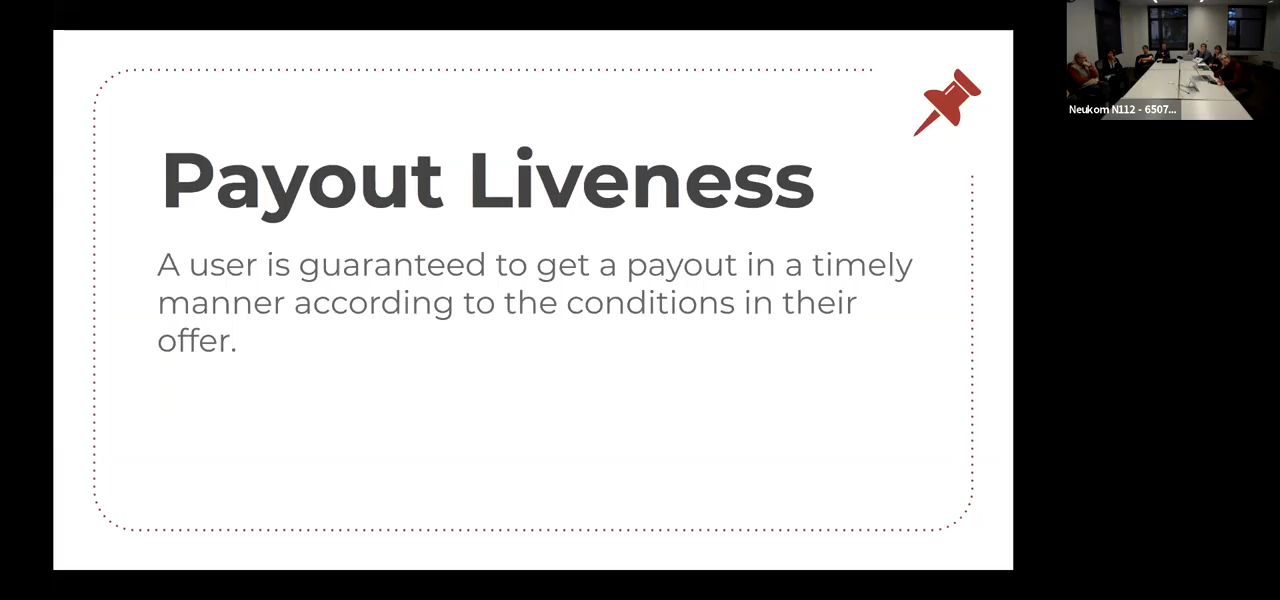 Payout Liveness
A user is guaranteed to get a payout in a timely
manner according to the conditions in their
offer.
Neukom N112 - 6507...